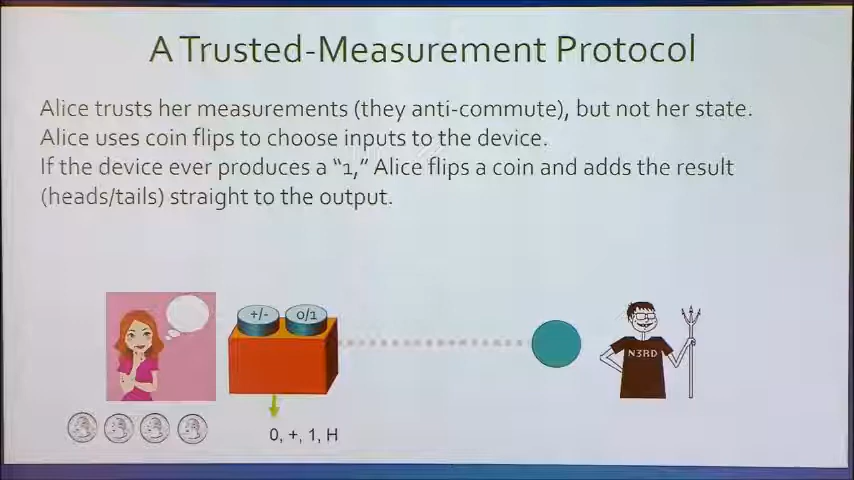 A Trusted-Measurement Protocol
Alice trusts her measurements (they anti-commute), but not her state.
Alice uses coin flips to choose inputs to the device.
If the device ever produces a “1,” Alice flips a coin and adds the result
(heads/tails) straight to the output.
+/- 0/1
N3RD
0, +, 1, H